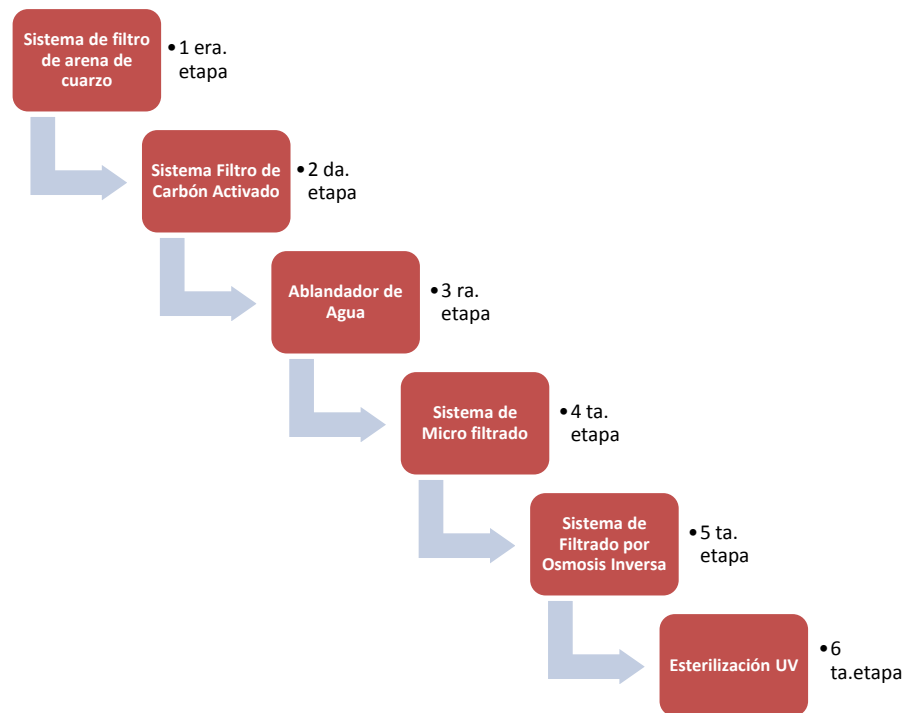 Sistema de filtro
de arena de
cuarzo
•1 era.
etapa
Sistema Filtro de
Carbón Activado
•2 da.
etapa
Ablandador de
Agua
•3 ra.
etapa
Sistema de
Micro filtrado
•4 ta.
etapa
Sistema de
Filtrado por
Osmosis Inversa
•5 ta.
etapa
Esterilización UV
•6
ta.etapa